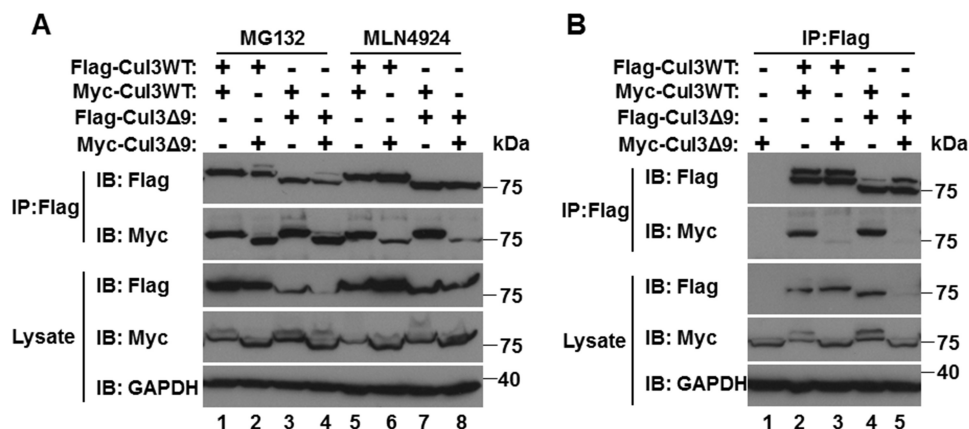 A
MG132 MLN4924
Flag-Cul3WT: + + - - + + - -
Myc-Cul3WT: + - + - + - + -
Flag-Cul3Δ9: - - + + - - + +
Myc-Cul3Δ9: - + - + - + - + kDa
IP:Flag
IB: Flag 75
IB: Myc 75
Lysate
IB: Flag 75
IB: Myc 75
IB: GAPDH 40
1 2 3 4 5 6 7 8
B
IP:Flag
Flag-Cul3WT: - + + - -
Myc-Cul3WT: - + - + -
Flag-Cul3Δ9: - - - + +
Myc-Cul3Δ9: + - + - + kDa
IP:Flag
IB: Flag 75
IB: Myc 75
Lysate
IB: Flag 75
IB: Myc 75
IB: GAPDH 40
1 2 3 4 5